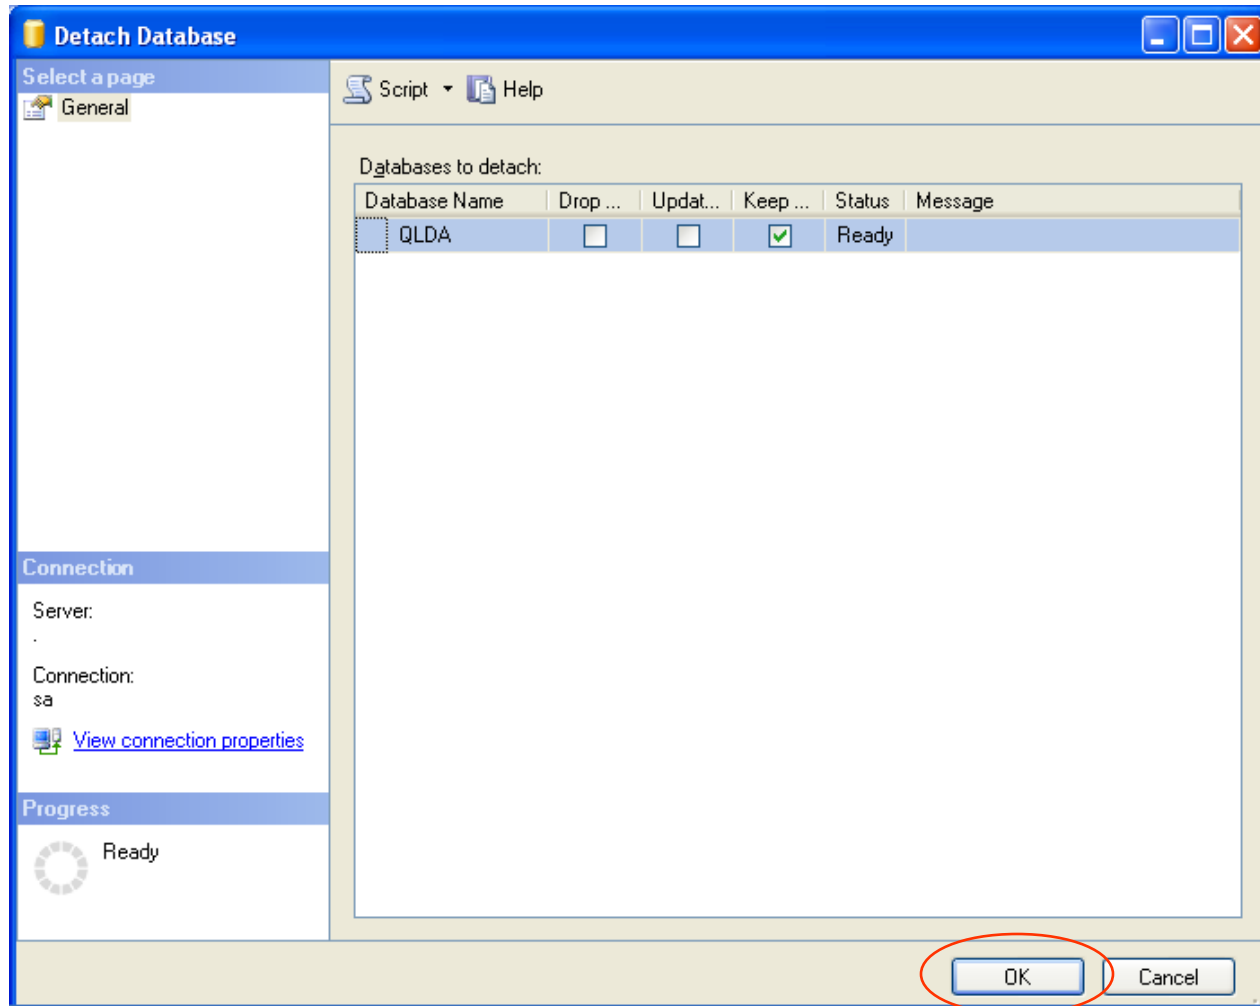 Detach Database
Select a page
General
Script
Help
Databases to detach:
Database Name Drop ... Updat... Keep ... Status Message
QLDA Ready
Connection
Server:
.
Connection:
sa
View connection properties
Progress
Ready
OK Cancel